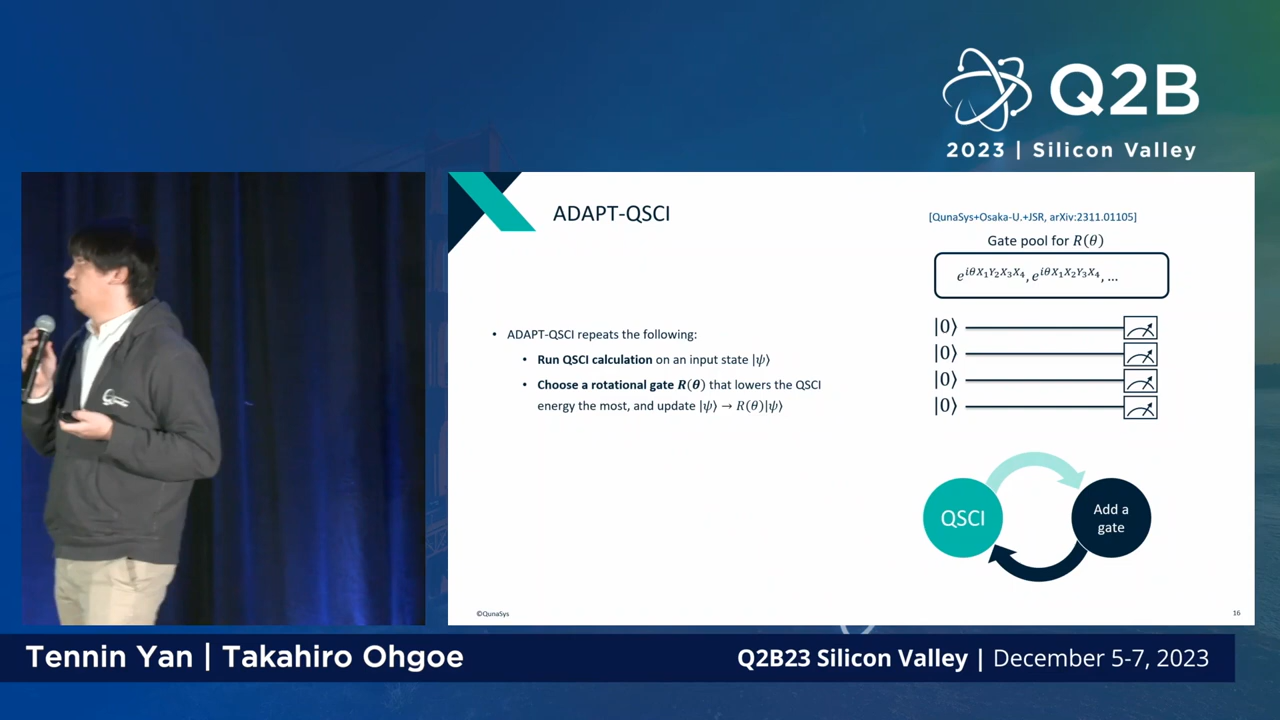 Q2B
2023 | Silicon Valley
ADAPT-QSCI
[QunaSys+Osaka-U.+JSR, arXiv:2311.01105]
Gate pool for R(θ)
e^{iθX₁Y₂X₃X₄}, e^{iθX₁X₂Y₃X₄}, ...
• ADAPT-QSCI repeats the following:
• Run QSCI calculation on an input state |ψ⟩
• Choose a rotational gate R(θ) that lowers the QSCI
energy the most, and update |ψ⟩ → R(θ)|ψ⟩
|0⟩
|0⟩
|0⟩
|0⟩
QSCI
Add a
gate
©QunaSys
16
Tennin Yan | Takahiro Ohgoe
Q2B23 Silicon Valley | December 5-7, 2023